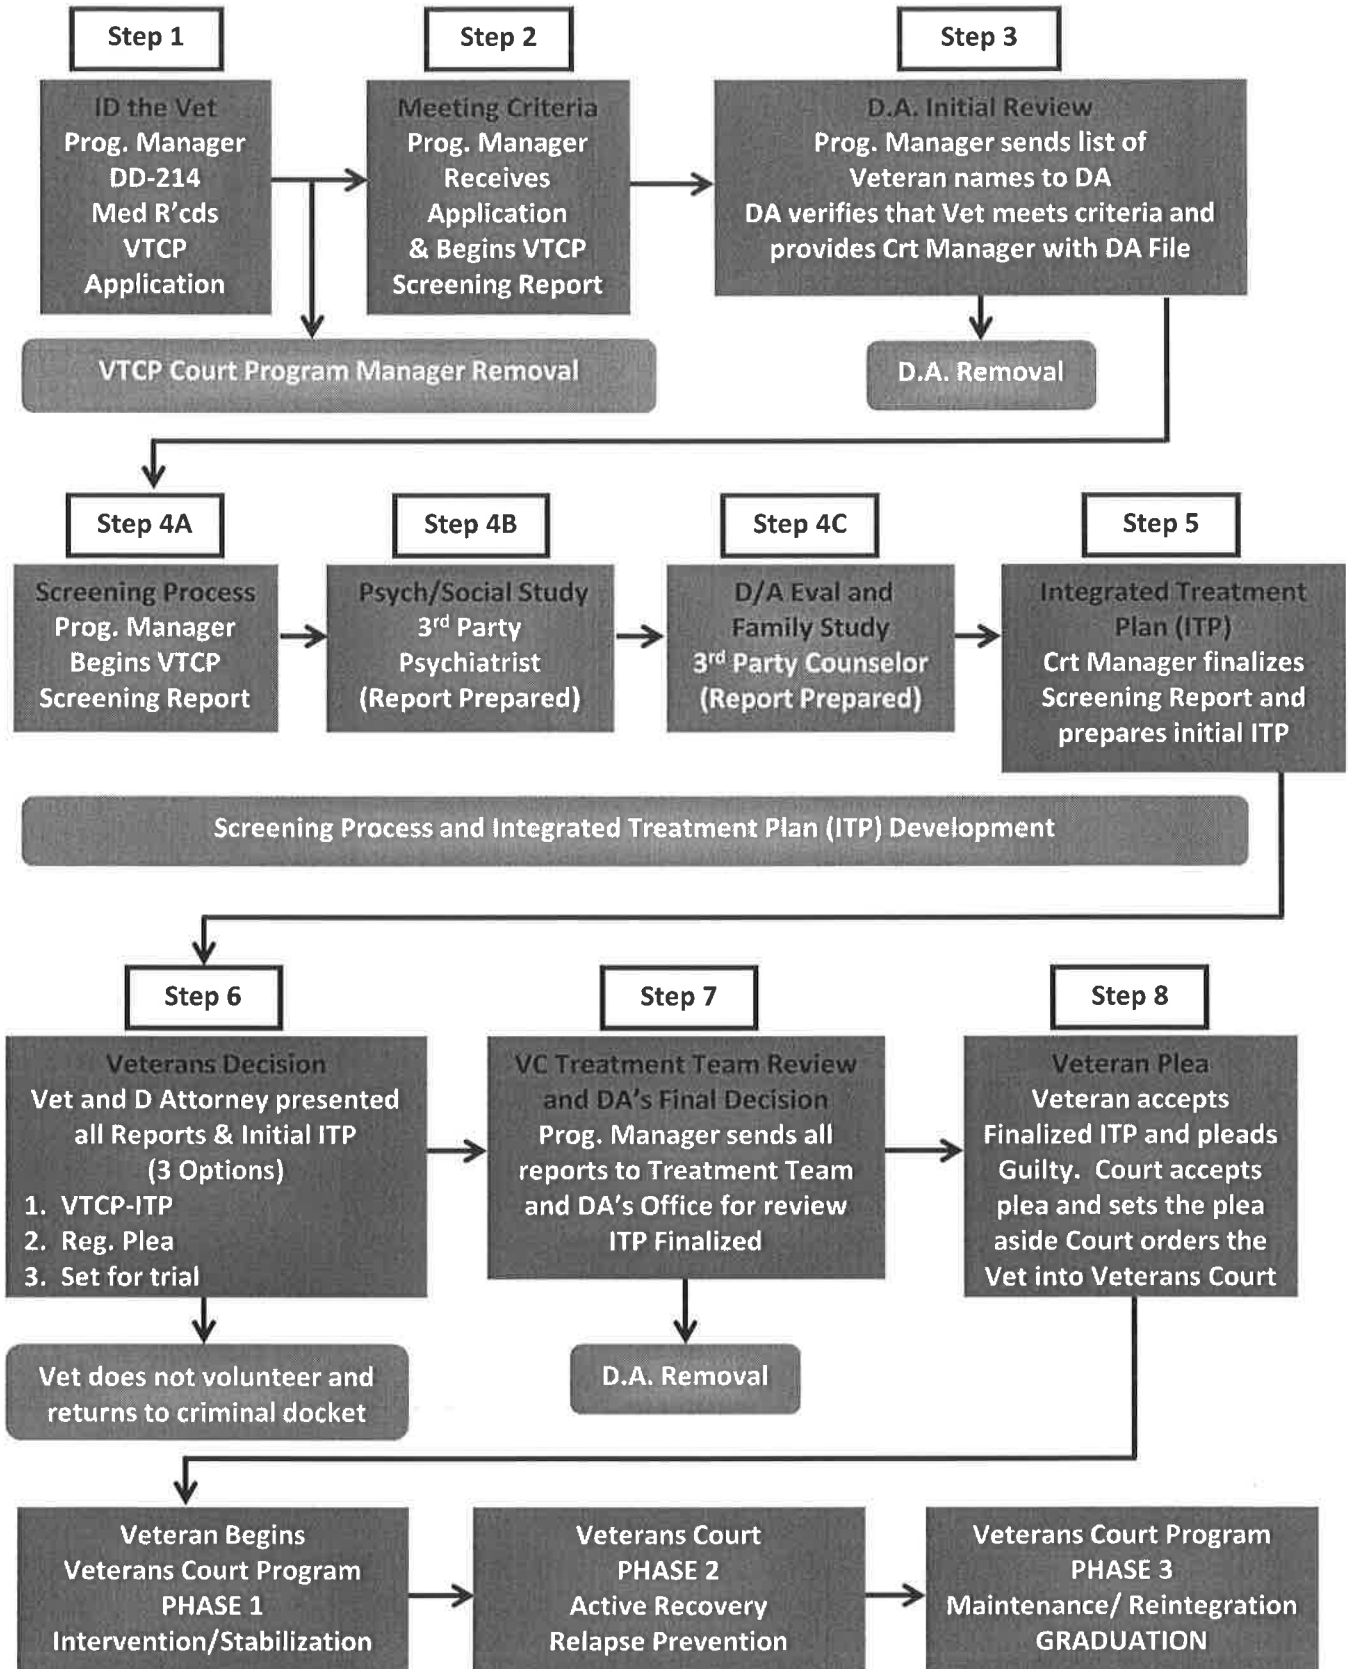 Step 1
ID the Vet
Prog. Manager
DD-214
Med R'cds
VTCP
Application
Step 2
Meeting Criteria
Prog. Manager
Receives
Application
& Begins VTCP
Screening Report
Step 3
D.A. Initial Review
Prog. Manager sends list of
Veteran names to DA
DA verifies that Vet meets criteria and
provides Crt Manager with DA File
VTCP Court Program Manager Removal
D.A. Removal
Step 4A
Screening Process
Prog. Manager
Begins VTCP
Screening Report
Step 4B
Psych/Social Study
3rd Party
Psychiatrist
(Report Prepared)
Step 4C
D/A Eval and
Family Study
3rd Party Counselor
(Report Prepared)
Step 5
Integrated Treatment
Plan (ITP)
Crt Manager finalizes
Screening Report and
prepares initial ITP
Screening Process and Integrated Treatment Plan (ITP) Development
Step 6
Veterans Decision
Vet and D Attorney presented
all Reports & Initial ITP
(3 Options)
1. VTCP-ITP
2. Reg. Plea
3. Set for trial
Step 7
VC Treatment Team Review
and DA's Final Decision
Prog. Manager sends all
reports to Treatment Team
and DA's Office for review
ITP Finalized
Step 8
Veteran Plea
Veteran accepts
Finalized ITP and pleads
Guilty. Court accepts
plea and sets the plea
aside Court orders the
Vet into Veterans Court
Vet does not volunteer and
returns to criminal docket
D.A. Removal
Veteran Begins
Veterans Court Program
PHASE 1
Intervention/Stabilization
Veterans Court
PHASE 2
Active Recovery
Relapse Prevention
Veterans Court Program
PHASE 3
Maintenance/ Reintegration
GRADUATION